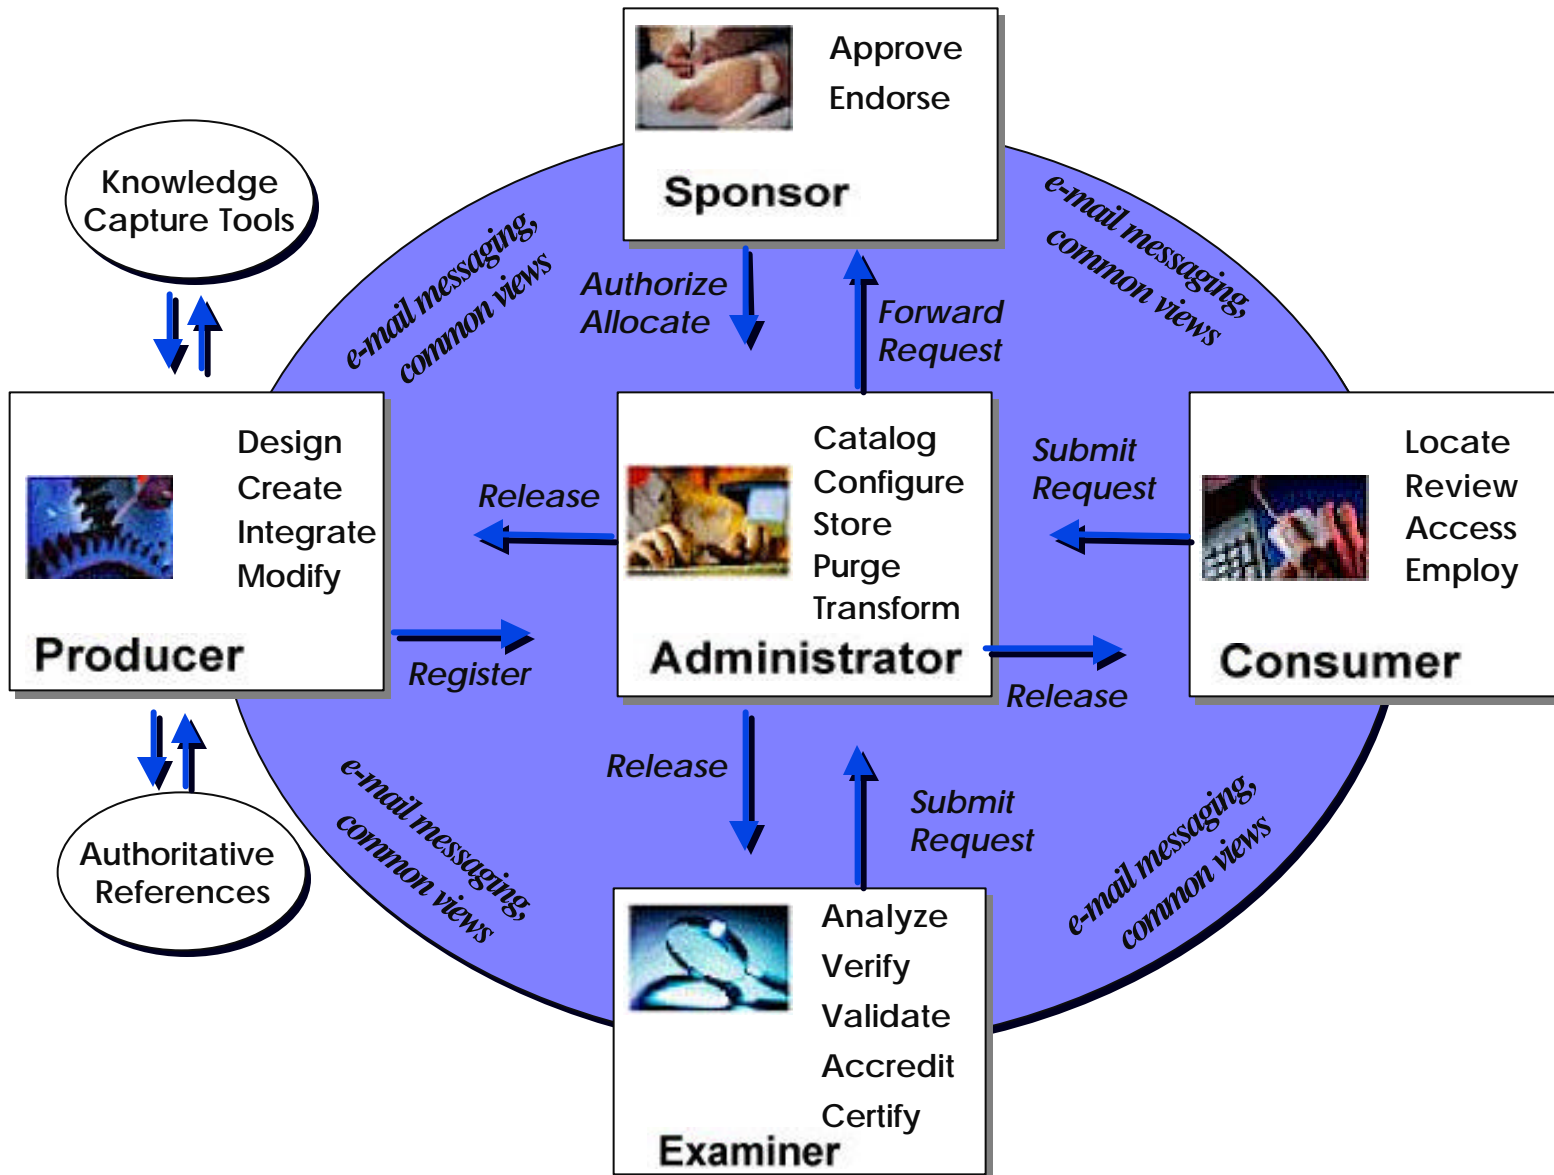 Approve
Endorse
Sponsor
Knowledge
Capture Tools
e-mail messaging,
common views
e-mail messaging,
common views
Authorize
Allocate
Forward
Request
Design
Create
Integrate
Modify
Producer
Release
Register
Catalog
Configure
Store
Purge
Transform
Administrator
Submit
Request
Release
Locate
Review
Access
Employ
Consumer
Authoritative
References
e-mail messaging,
common views
Release
Submit
Request
e-mail messaging,
common views
Analyze
Verify
Validate
Accredit
Certify
Examiner